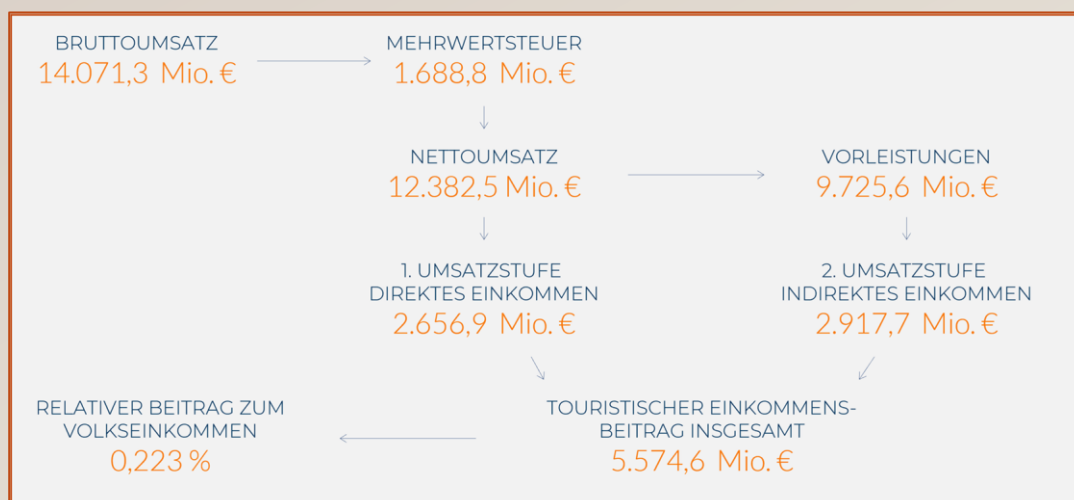 BRUTTOUMSATZ
14.071,3 Mio. €
MEHRWERTSTEUER
1.688,8 Mio. €
NETTOUMSATZ
12.382,5 Mio. €
VORLEISTUNGEN
9.725,6 Mio. €
1. UMSATZSTUFE
DIREKTES EINKOMMEN
2.656,9 Mio. €
2. UMSATZSTUFE
INDIREKTES EINKOMMEN
2.917,7 Mio. €
RELATIVER BEITRAG ZUM
VOLKSEINKOMMEN
0,223 %
TOURISTISCHER EINKOMMENS-
BEITRAG INSGESAMT
5.574,6 Mio. €